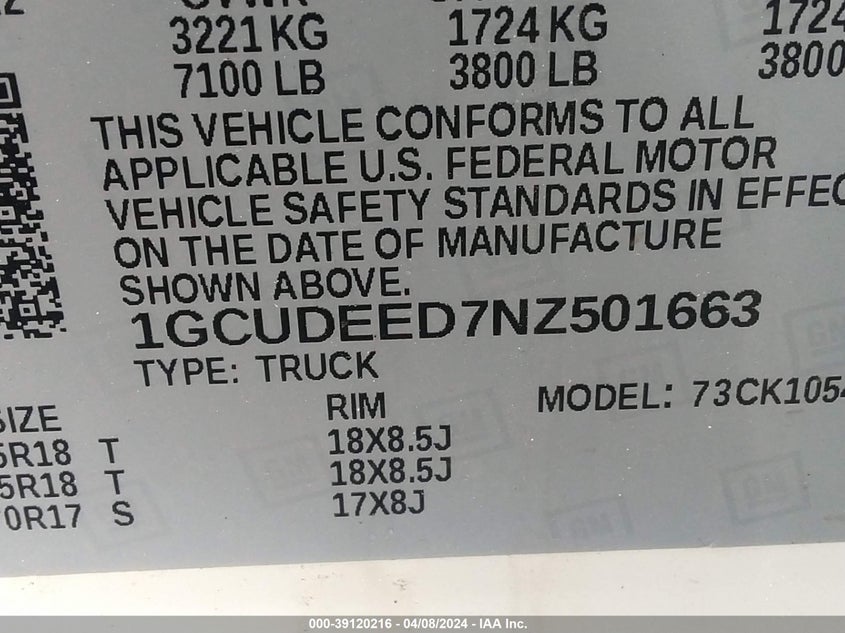 3221 KG 1724 KG 1724
7100 LB 3800 LB 3800
THIS VEHICLE CONFORMS TO ALL
APPLICABLE U.S. FEDERAL MOTOR
VEHICLE SAFETY STANDARDS IN EFFEC
ON THE DATE OF MANUFACTURE
SHOWN ABOVE.
1GCUDEED7NZ501663
TYPE: TRUCK MODEL: 73CK1054
SIZE RIM
5R18 T 18X8.5J
5R18 T 18X8.5J
0R17 S 17X8J
000-39120216 - 04/08/2024 - IAA Inc.